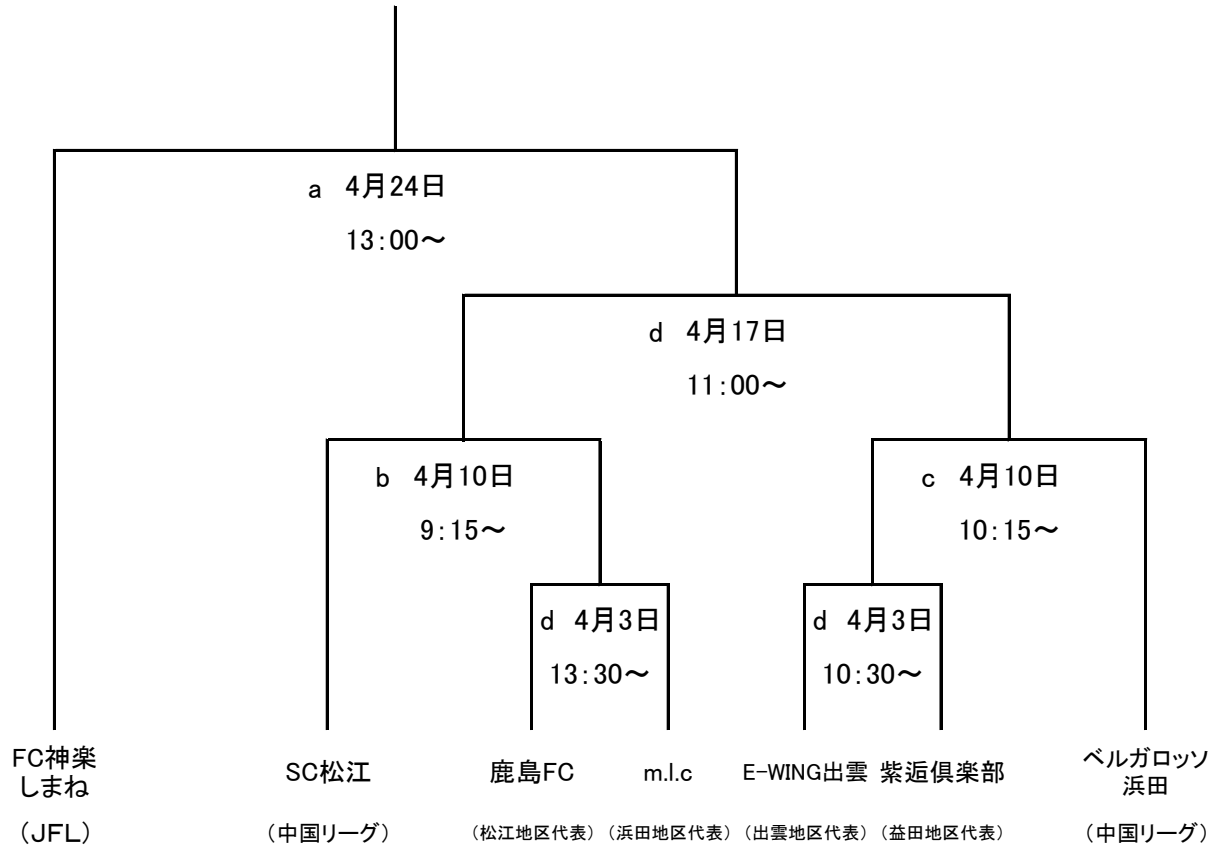 a 4月24日
13:00～
d 4月17日
11:00～
b 4月10日
9:15～
c 4月10日
10:15～
d 4月3日
13:30～
d 4月3日
10:30～
FC神楽
しまね
（JFL）
SC松江
（中国リーグ）
鹿島FC
（松江地区代表）
m.l.c
（浜田地区代表）
E-WING出雲
（出雲地区代表）
紫逅倶楽部
（益田地区代表）
ベルガロッソ
浜田
（中国リーグ）